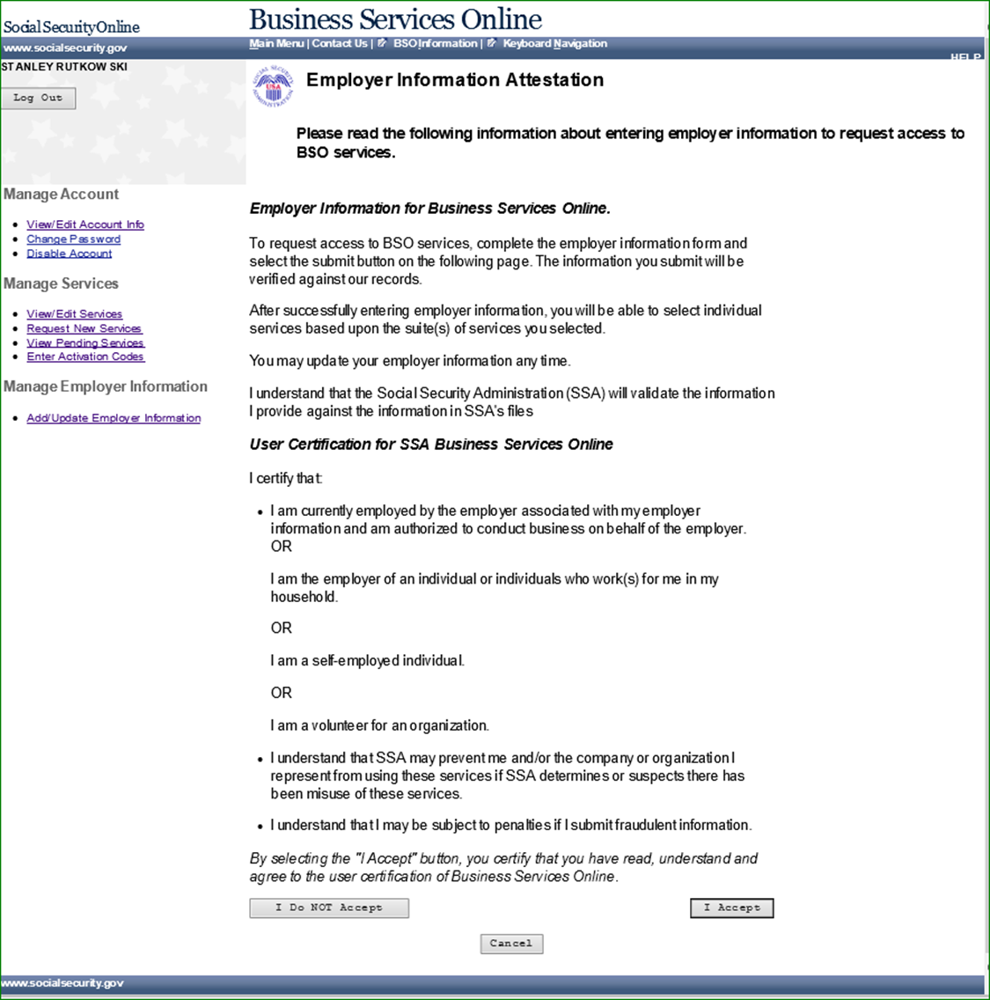 Social Security Online
Business Services Online
www.socialsecurity.gov
Main Menu | Contact Us | BSO Information | Keyboard Navigation
HELP
STANLEY RUTKOWSKI
Log Out
SOCIAL SECURITY ADMINISTRATION
USA
Employer Information Attestation
Please read the following information about entering employer information to request access to
BSO services.
Manage Account
• View/Edit Account Info
• Change Password
• Disable Account
Manage Services
• View/Edit Services
• Request New Services
• View Pending Services
• Enter Activation Codes
Manage Employer Information
• Add/Update Employer Information
Employer Information for Business Services Online.
To request access to BSO services, complete the employer information form and
select the submit button on the following page. The information you submit will be
verified against our records.
After successfully entering employer information, you will be able to select individual
services based upon the suite(s) of services you selected.
You may update your employer information any time.
I understand that the Social Security Administration (SSA) will validate the information
I provide against the information in SSA's files
User Certification for SSA Business Services Online
I certify that:
• I am currently employed by the employer associated with my employer
information and am authorized to conduct business on behalf of the employer.
OR
I am the employer of an individual or individuals who work(s) for me in my
household.
OR
I am a self-employed individual.
OR
I am a volunteer for an organization.
• I understand that SSA may prevent me and/or the company or organization I
represent from using these services if SSA determines or suspects there has
been misuse of these services.
• I understand that I may be subject to penalties if I submit fraudulent information.
By selecting the "I Accept" button, you certify that you have read, understand and
agree to the user certification of Business Services Online.
I Do NOT Accept
I Accept
Cancel
www.socialsecurity.gov